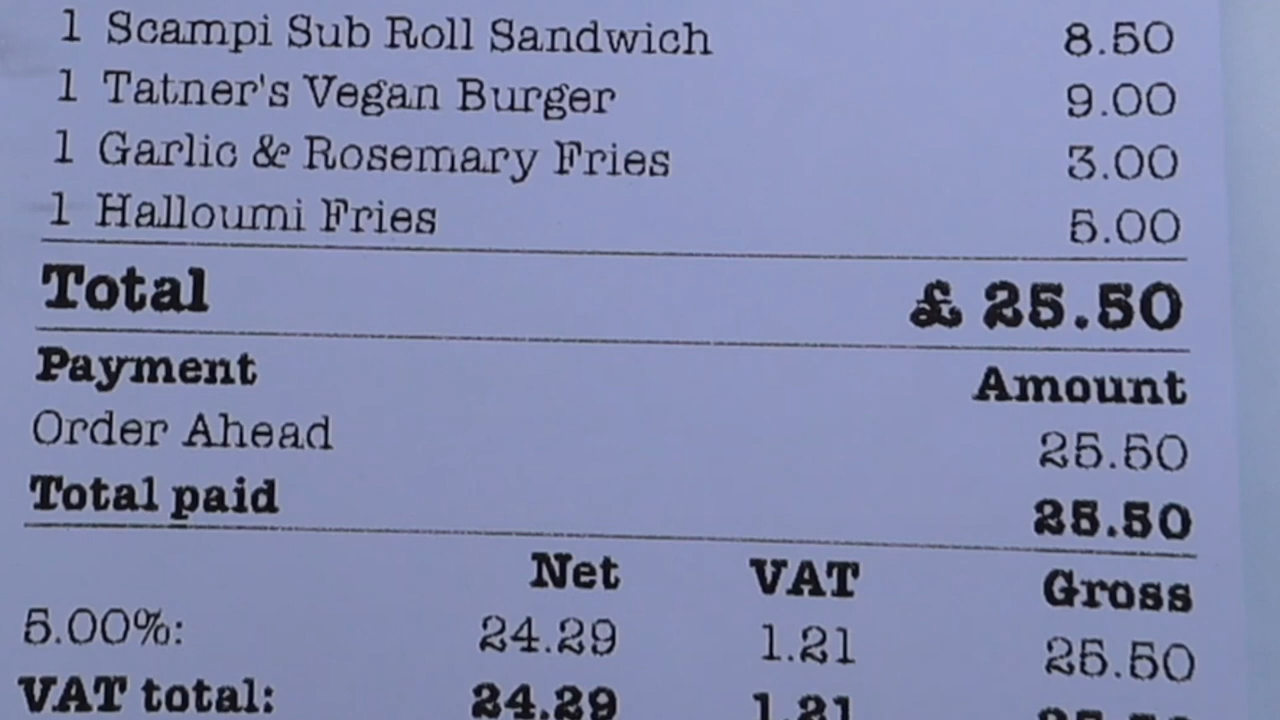 1 Scampi Sub Roll Sandwich 8.50
1 Tatner's Vegan Burger 9.00
1 Garlic & Rosemary Fries 3.00
1 Halloumi Fries 5.00
Total £ 25.50
Payment Amount
Order Ahead 25.50
Total paid 25.50
Net VAT Gross
5.00%: 24.29 1.21 25.50
VAT total: 24.29 1.21